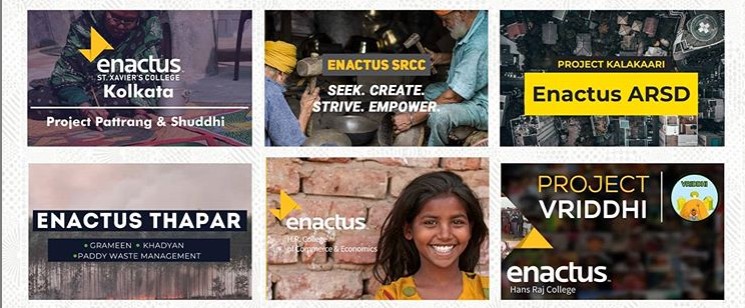 enactus
ST. XAVIER'S COLLEGE
Kolkata
Project Pattrang & Shuddhi
ENACTUS SRCC
SEEK. CREATE.
STRIVE. EMPOWER.
PROJECT KALAKAARI
Enactus ARSD
ENACTUS THAPAR
• GRAMEEN • KHADYAN
• PADDY WASTE MANAGEMENT
enactus
H.R. College
of Commerce & Economics
PROJECT
VRIDDHI
VRIDDHI
enactus
Hans Raj College